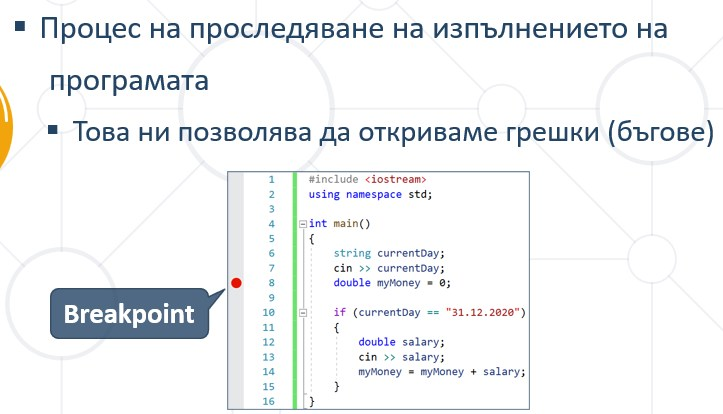 Процес на проследяване на изпълнението на
програмата
Това ни позволява да откриваме грешки (бъгове)
1 #include <iostream>
2 using namespace std;
3
4 int main()
5 {
6 string currentDay;
7 cin >> currentDay;
8 double myMoney = 0;
9
10 if (currentDay == "31.12.2020")
11 {
12 double salary;
13 cin >> salary;
14 myMoney = myMoney + salary;
15 }
16 }
Breakpoint